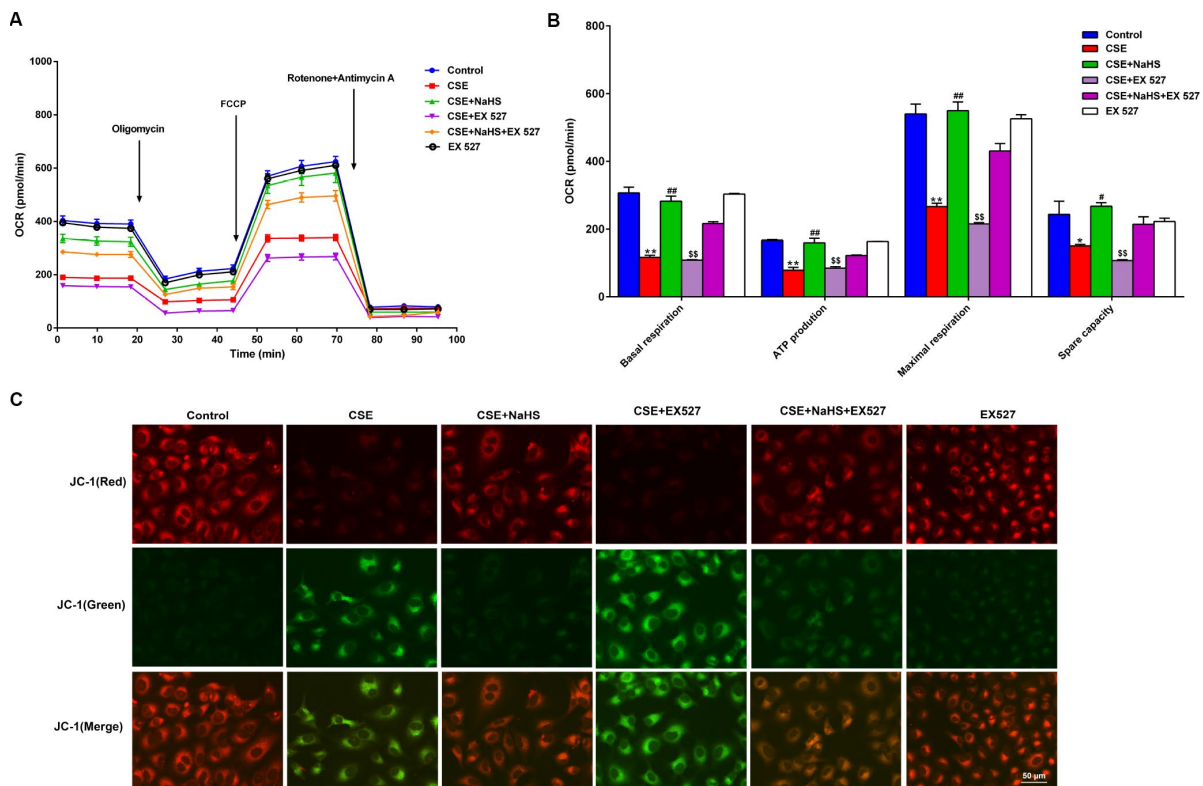 A
1000
800
600
400
200
0
OCR (pmol/min)
0 10 20 30 40 50 60 70 80 90 100
Time (min)
Oligomycin
FCCP
Rotenone+Antimycin A
Control
CSE
CSE+NaHS
CSE+EX 527
CSE+NaHS+EX 527
EX 527
B
800
600
400
200
0
OCR (pmol/min)
** ## $$
** ## $$
** ## $$
* # $$
Basal respiration
ATP prodution
Maximal respiration
Spare capacity
Control
CSE
CSE+NaHS
CSE+EX 527
CSE+NaHS+EX 527
EX 527
C
Control CSE CSE+NaHS CSE+EX527 CSE+NaHS+EX527 EX527
JC-1(Red)
JC-1(Green)
JC-1(Merge)
50 μm